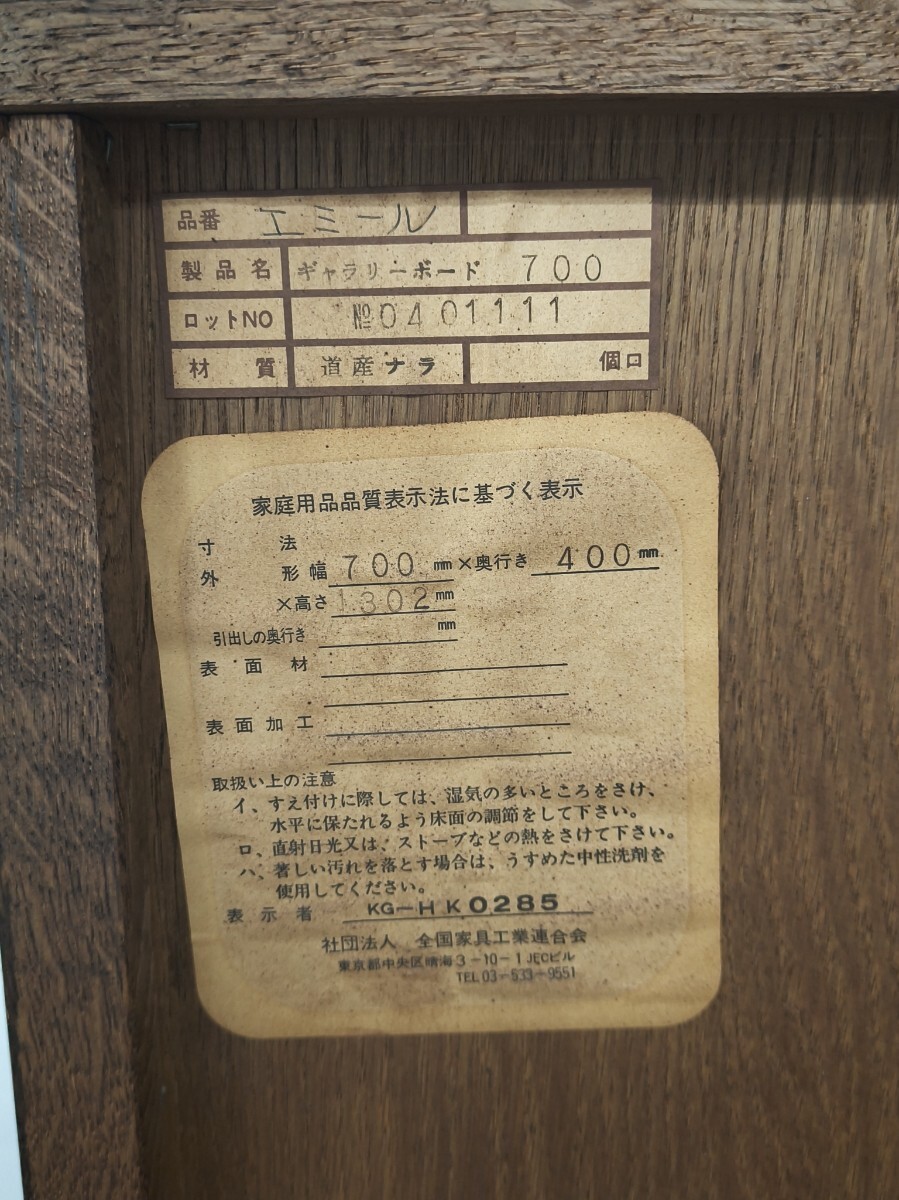 品番 エミール
製品名 ギャラリーボード 700
ロットNO №0401111
材質 道産ナラ 個口
家庭用品品質表示法に基づく表示
寸法
外形 幅 700 mm ×奥行き 400 mm
×高さ 1302 mm
引出しの奥行き mm
表面材
表面加工
取扱い上の注意
イ、すえ付けに際しては、湿気の多いところをさけ、
水平に保たれるよう床面の調節をして下さい。
ロ、直射日光又は、ストーブなどの熱をさけて下さい。
ハ、著しい汚れを落とす場合は、うすめた中性洗剤を
使用してください。
表示者 KG-HK0285
社団法人 全国家具工業連合会
東京都中央区晴海3-10-1 JFCビル
TEL 03-533-9551